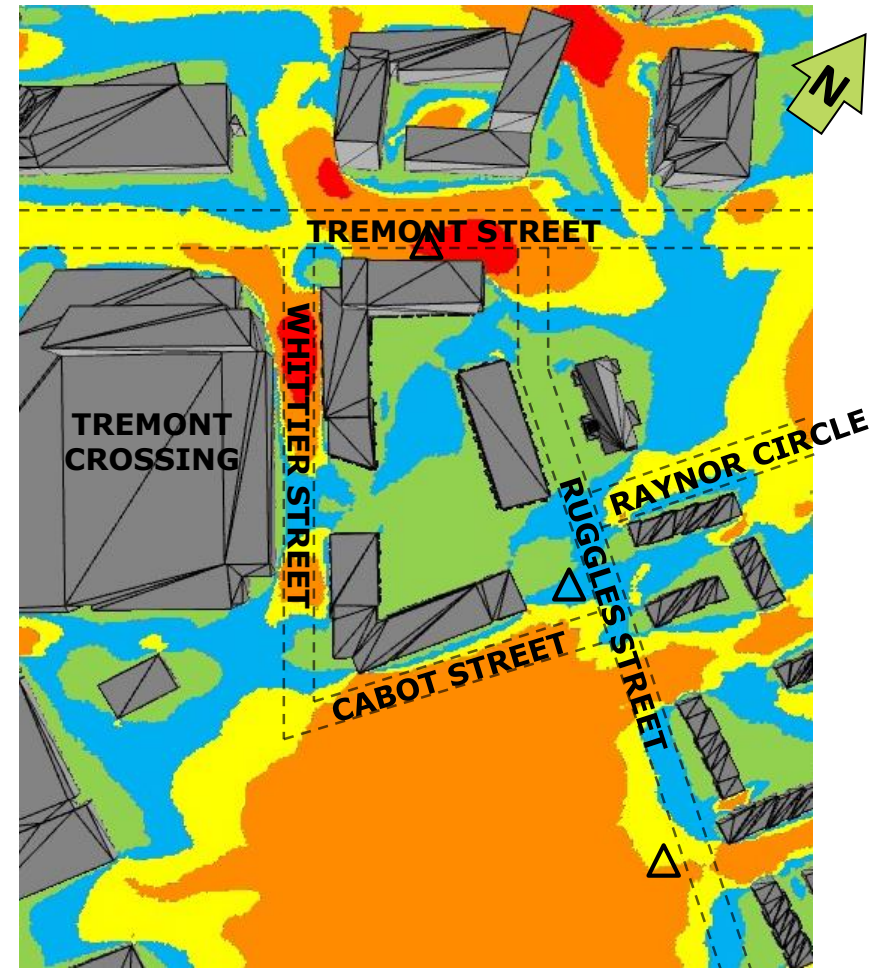 N
TREMONT STREET
WHITTIER STREET
TREMONT
CROSSING
RAYNOR CIRCLE
RUGGLES STREET
CABOT STREET